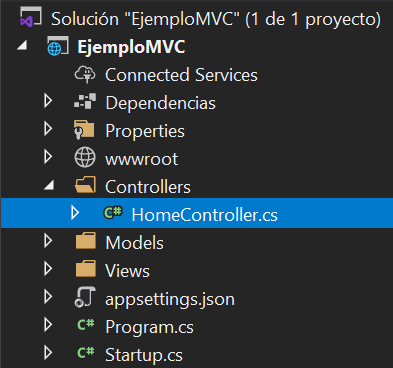 Solución "EjemploMVC" (1 de 1 proyecto)
EjemploMVC
Connected Services
Dependencias
Properties
wwwroot
Controllers
C# HomeController.cs
Models
Views
appsettings.json
C# Program.cs
C# Startup.cs